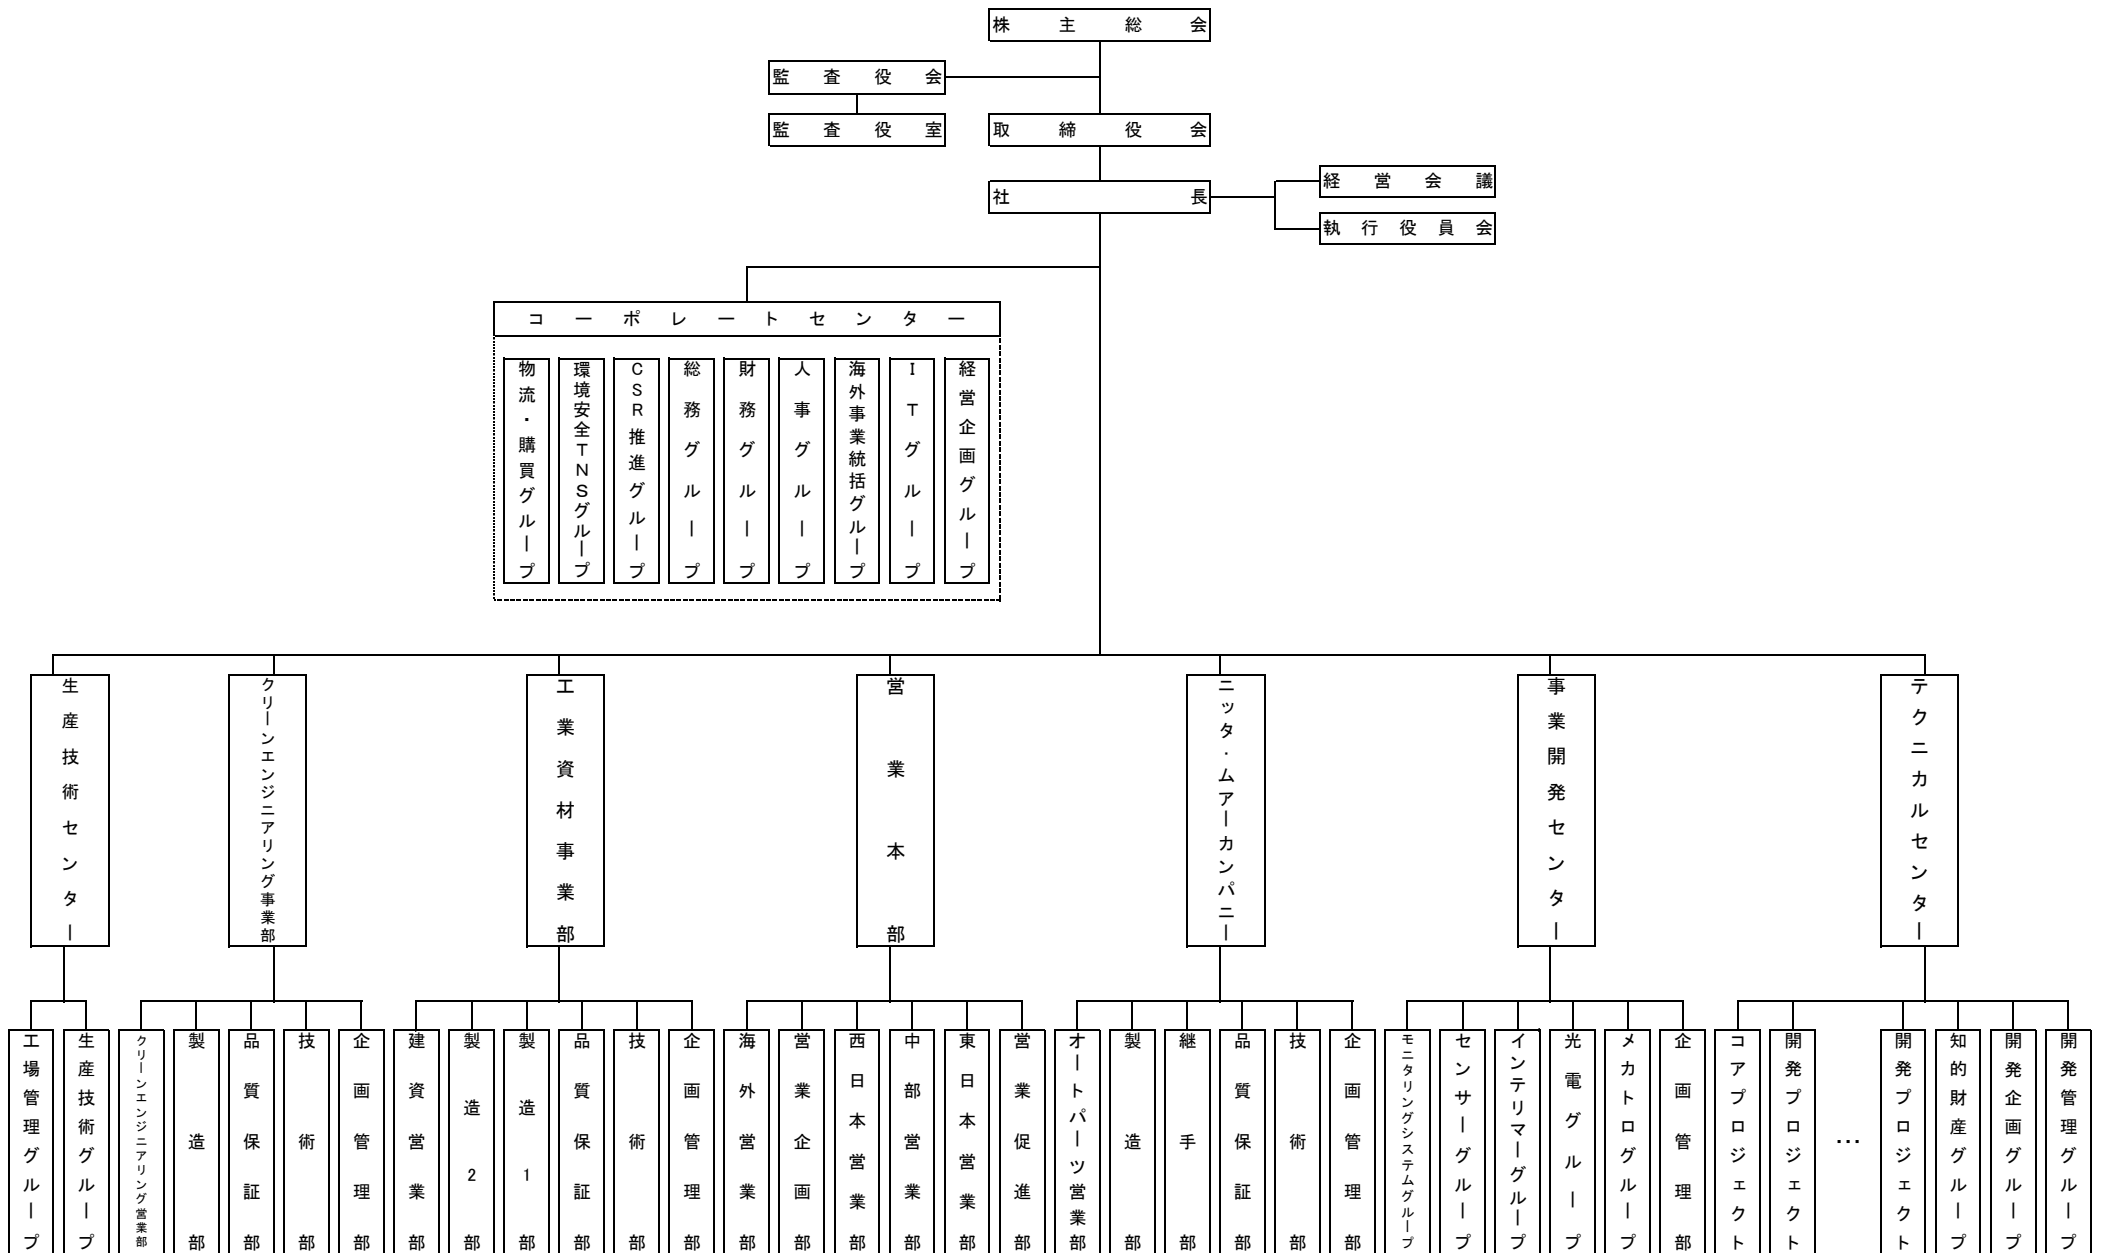 株主総会
監査役会
監査役室
取締役会
社長
経営会議
執行役員会
コーポレートセンター
物流・購買グループ
環境安全TNSグループ
CSR推進グループ
総務グループ
財務グループ
人事グループ
海外事業統括グループ
ITグループ
経営企画グループ
生産技術センター
クリーンエンジニアリング事業部
工業資材事業部
営業本部
ニッタ・ムアーカンパニー
事業開発センター
テクニカルセンター
工場管理グループ
生産技術グループ
クリーンエンジニアリング営業部
製造部
品質保証部
技術部
企画管理部
建資営業部
製造2部
製造1部
品質保証部
技術部
企画管理部
海外営業部
営業企画部
西日本営業部
中部営業部
東日本営業部
営業促進部
オートパーツ営業部
製造部
継手部
品質保証部
技術部
企画管理部
モニタリングシステムグループ
センサーグループ
インテリマーグループ
光電グループ
メカトログループ
企画管理部
コアプロジェクト
開発プロジェクト
…
開発プロジェクト
知的財産グループ
開発企画グループ
開発管理グループ